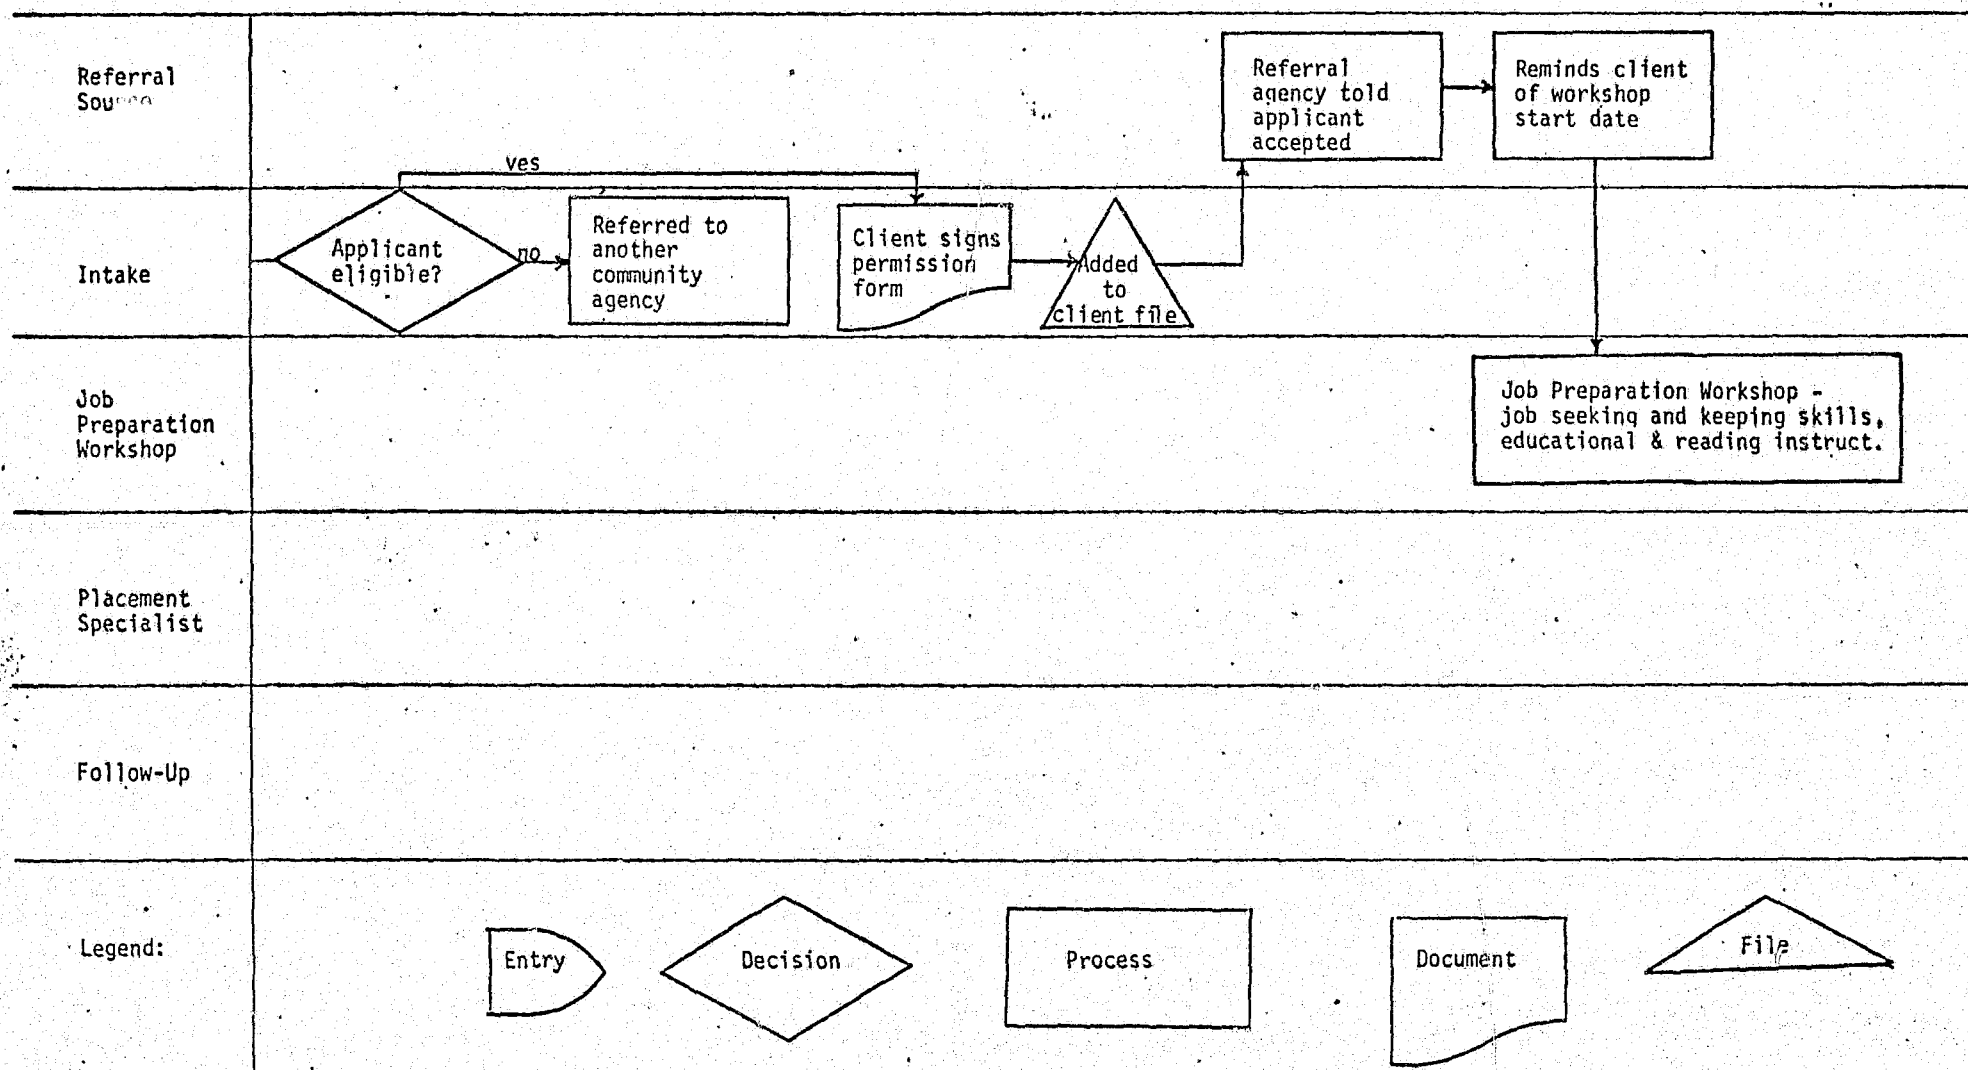 Referral
Referral
agency told
applicant
accepted
Reminds client
of workshop
start date
yes
Intake
Applicant
eligible?
no
Referred to
another
community
agency
Client signs
permission
form
Added
to
client file
Job
Preparation
Workshop
Job Preparation Workshop -
job seeking and keeping skills,
educational & reading instruct.
Placement
Specialist
Follow-Up
Legend:
Entry
Decision
Process
Document
File